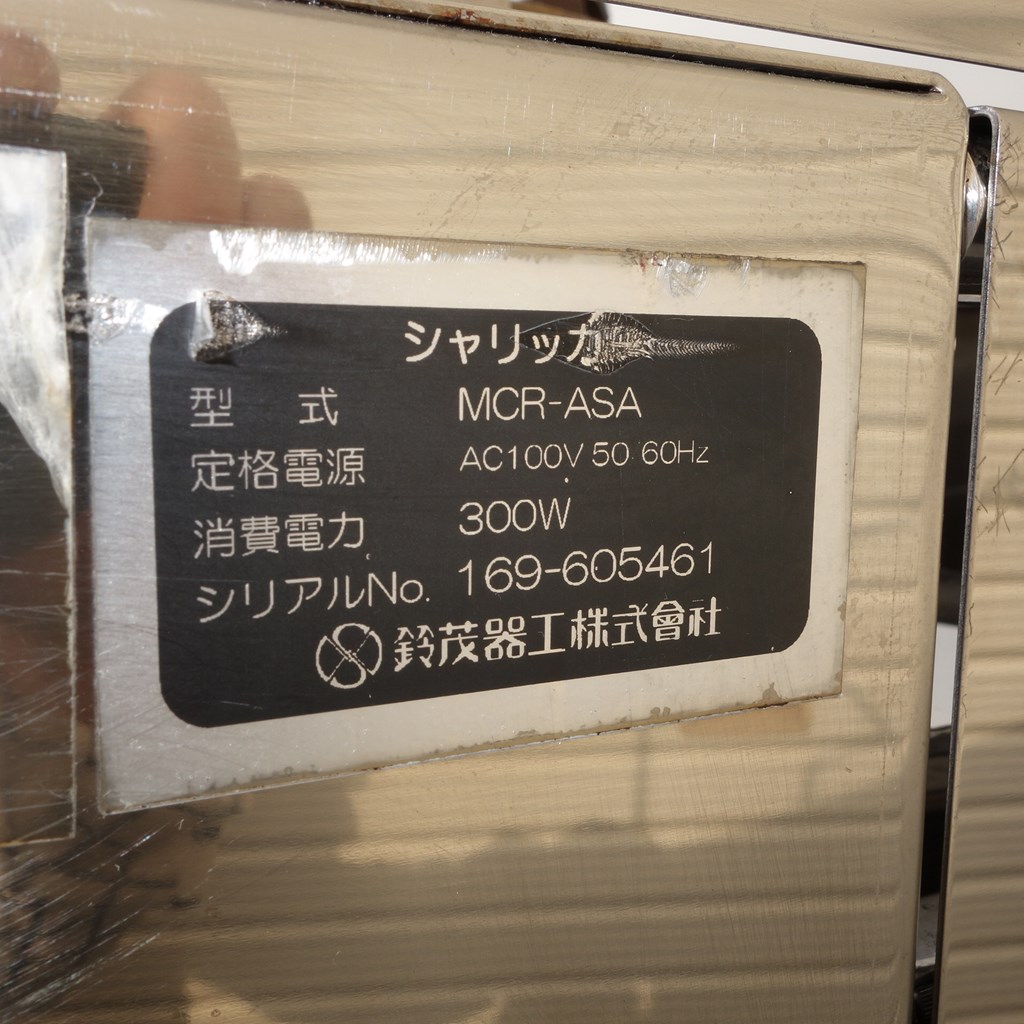 シャリッカ
型 式 MCR-ASA
定格電源 AC100V 50 60Hz
消費電力 300W
シリアルNo. 169-605461
鈴茂器工株式會社